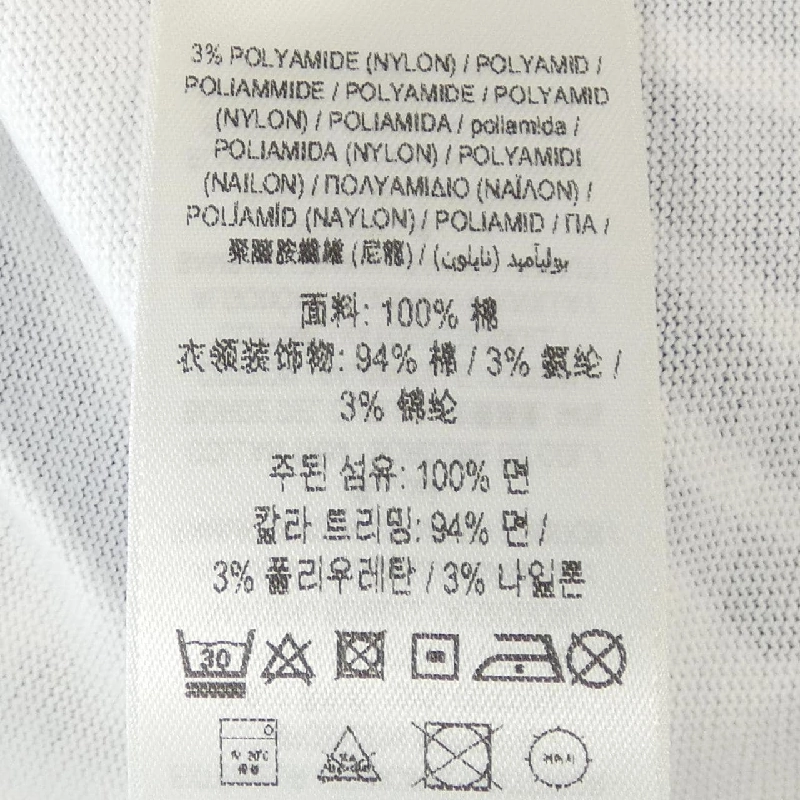 3% POLYAMIDE (NYLON) / POLYAMID /
POLIAMMIDE / POLYAMIDE / POLYAMID
(NYLON) / POLIAMIDA / poliamida /
POLIAMIDA (NYLON) / POLYAMIDI
(NAILON) / ΠΟΛΥΑΜΙΔΙΟ (ΝΑΪΛΟΝ) /
POLİAMİD (NAYLON) / POLIAMID / ПА /
聚醯胺纖維 (尼龍) / بوليأميد (نايلون)
面料: 100% 棉
衣领装饰物: 94% 棉 / 3% 氨纶 /
3% 锦纶
주된 섬유: 100% 면
칼라 트리밍: 94% 면 /
3% 폴리우레탄 / 3% 나일론
30